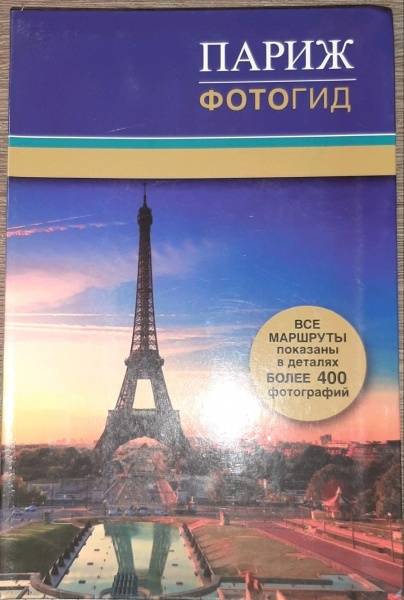 ПАРИЖ
ФОТОГИД
ВСЕ
МАРШРУТЫ
показаны
в деталях
БОЛЕЕ 400
фотографий